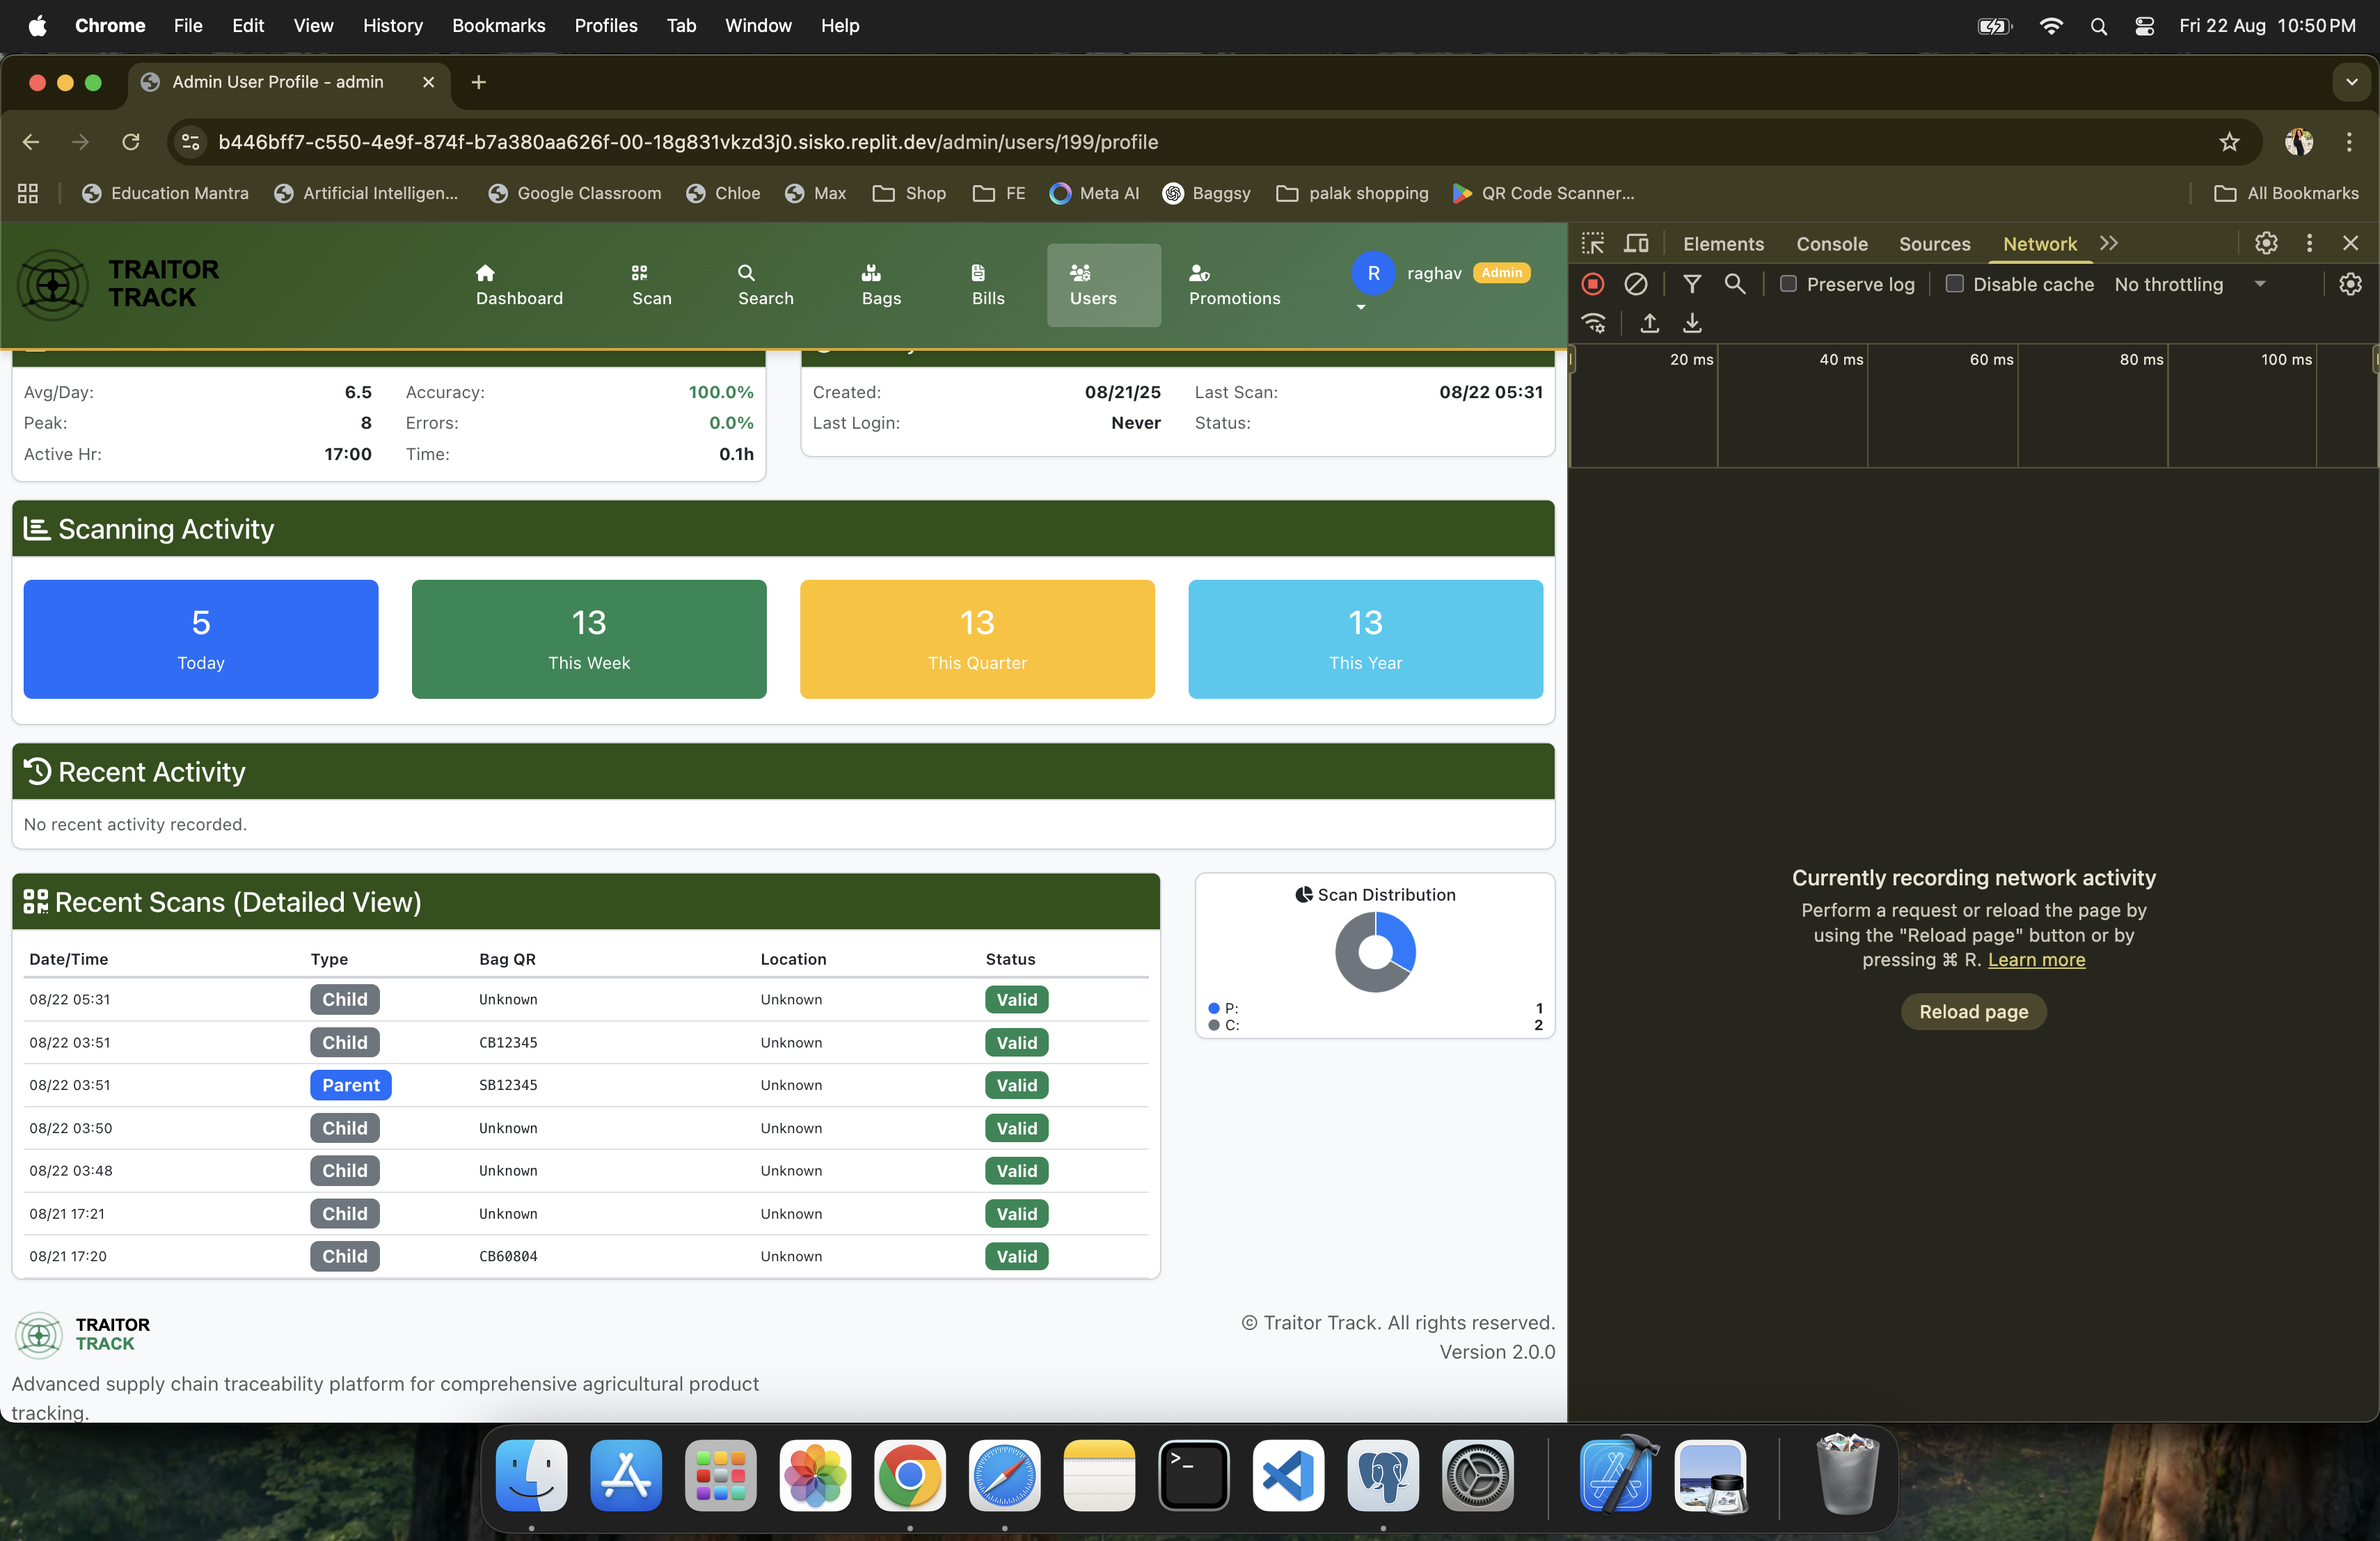 Chrome File Edit View History Bookmarks Profiles Tab Window Help Fri 22 Aug 10:50 PM
Admin User Profile - admin
b446bff7-c550-4e9f-874f-b7a380aa626f-00-18g831vkzd3j0.sisko.replit.dev/admin/users/199/profile
Education Mantra Artificial Intelligen... Google Classroom Chloe Max Shop FE Meta AI Baggsy palak shopping QR Code Scanner... All Bookmarks
TRAITOR
TRACK
Dashboard Scan Search Bags Bills Users Promotions R raghav Admin
Elements Console Sources Network
Preserve log Disable cache No throttling
20 ms 40 ms 60 ms 80 ms 100 ms
Avg/Day: 6.5 Accuracy: 100.0%
Peak: 8 Errors: 0.0%
Active Hr: 17:00 Time: 0.1h
Created: 08/21/25 Last Scan: 08/22 05:31
Last Login: Never Status:
Scanning Activity
5 13 13 13
Today This Week This Quarter This Year
Recent Activity
No recent activity recorded.
Recent Scans (Detailed View)
Date/Time Type Bag QR Location Status
08/22 05:31 Child Unknown Unknown Valid
08/22 03:51 Child CB12345 Unknown Valid
08/22 03:51 Parent SB12345 Unknown Valid
08/22 03:50 Child Unknown Unknown Valid
08/22 03:48 Child Unknown Unknown Valid
08/21 17:21 Child Unknown Unknown Valid
08/21 17:20 Child CB60804 Unknown Valid
Scan Distribution
P: 1
C: 2
TRAITOR
TRACK
Advanced supply chain traceability platform for comprehensive agricultural product
tracking.
© Traitor Track. All rights reserved.
Version 2.0.0
Currently recording network activity
Perform a request or reload the page by
using the "Reload page" button or by
pressing ⌘ R. Learn more
Reload page